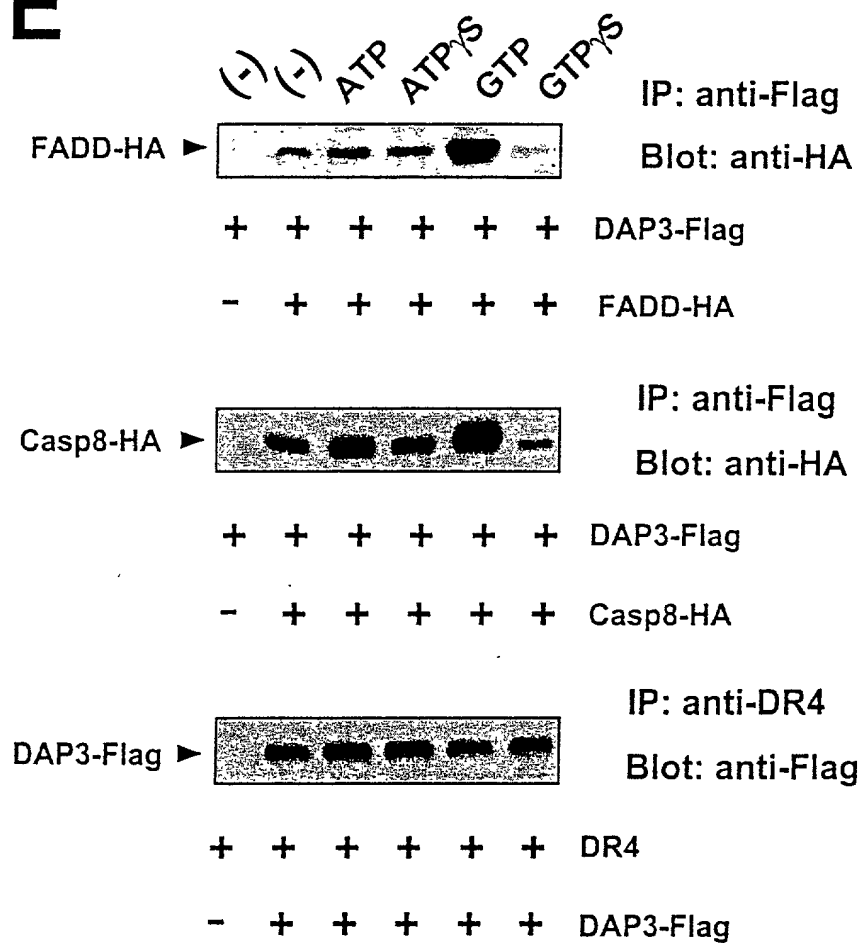 E
(-) (-) ATP ATPγS GTP GTPγS
IP: anti-Flag
FADD-HA
Blot: anti-HA
+ + + + + + DAP3-Flag
- + + + + + FADD-HA
IP: anti-Flag
Casp8-HA
Blot: anti-HA
+ + + + + + DAP3-Flag
- + + + + + Casp8-HA
IP: anti-DR4
DAP3-Flag
Blot: anti-Flag
+ + + + + + DR4
- + + + + + DAP3-Flag